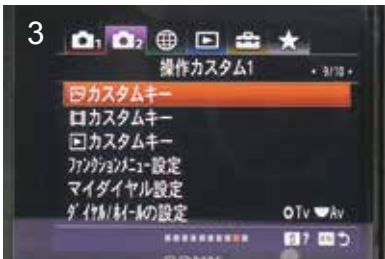 3
1 2
操作カスタム1 9/10
カスタムキー
カスタムキー
カスタムキー
ファンクションメニュー設定
マイダイヤル設定
ダイヤル/ホイールの設定 Tv Av
?